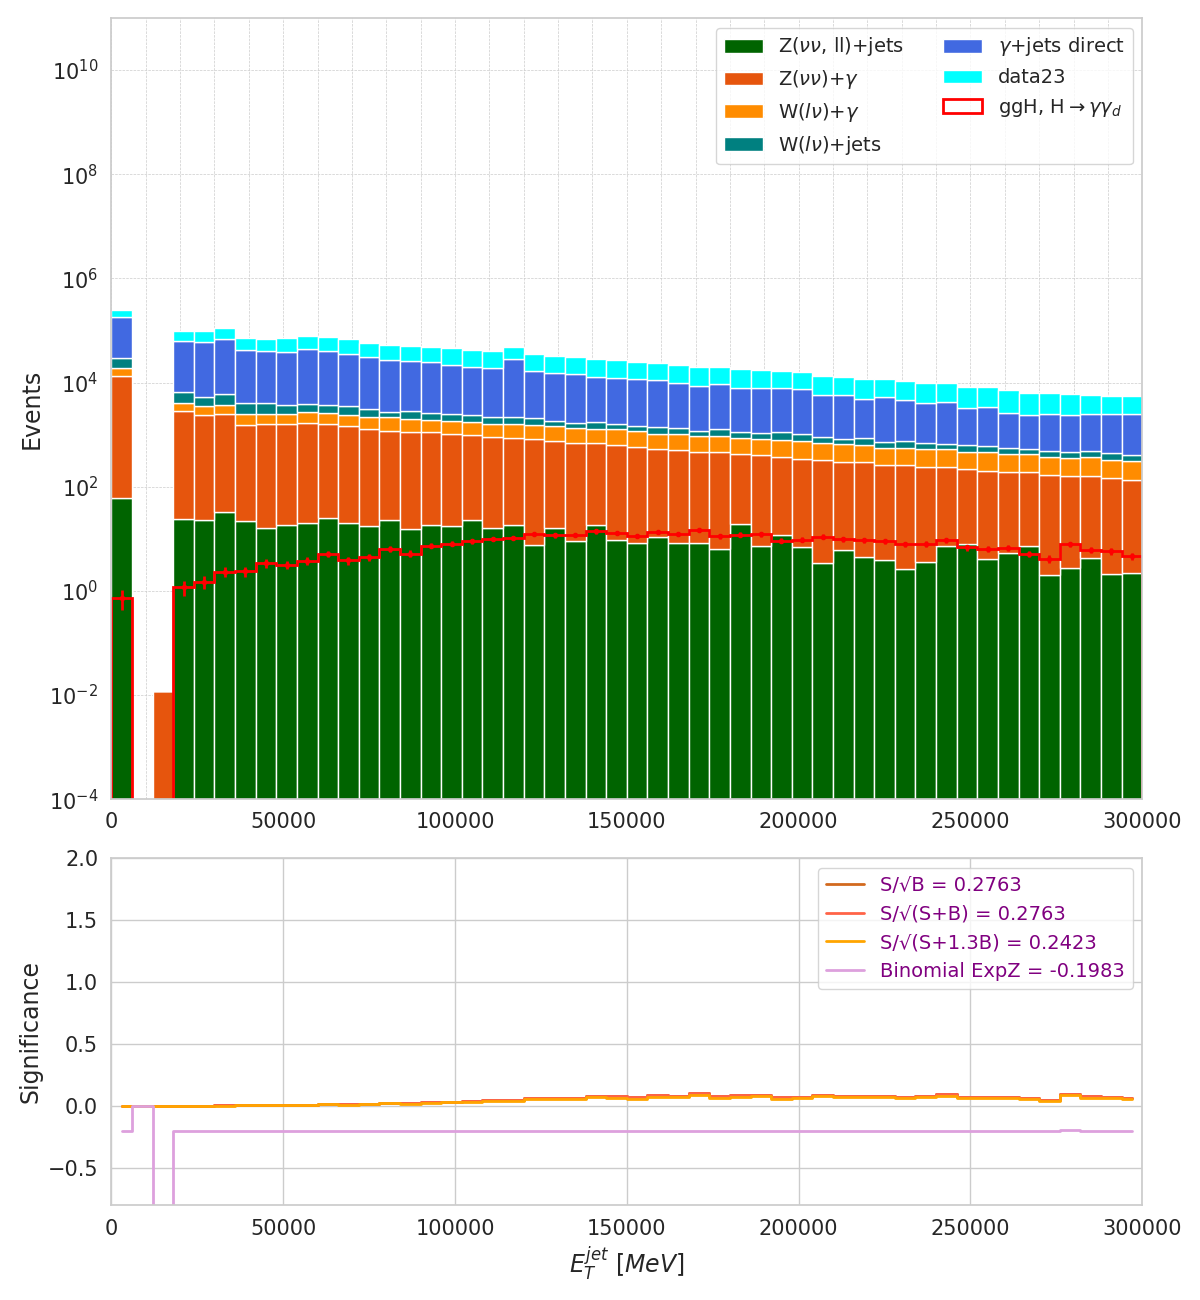 Z(νν, ll)+jets
Z(νν)+γ
W(lν)+γ
W(lν)+jets
γ+jets direct
data23
ggH, H→γγ_d
Events
10^10
10^8
10^6
10^4
10^2
10^0
10^−2
10^−4
0 50000 100000 150000 200000 250000 300000
S/√B = 0.2763
S/√(S+B) = 0.2763
S/√(S+1.3B) = 0.2423
Binomial ExpZ = -0.1983
Significance
2.0
1.5
1.0
0.5
0.0
−0.5
0 50000 100000 150000 200000 250000 300000
E_T^jet [MeV]